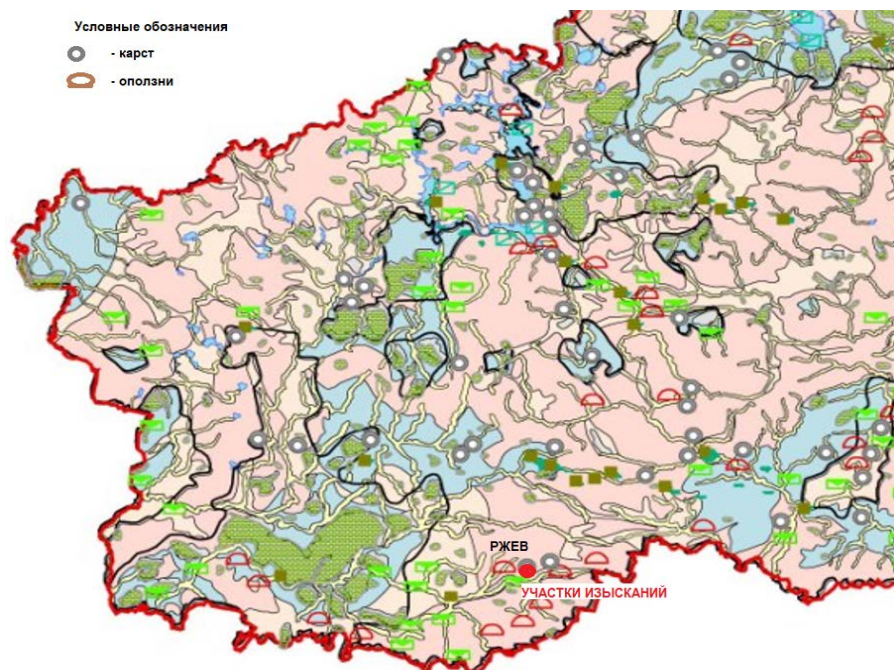 Условные обозначения
- карст
- оползни
РЖЕВ
УЧАСТКИ ИЗЫСКАНИЙ